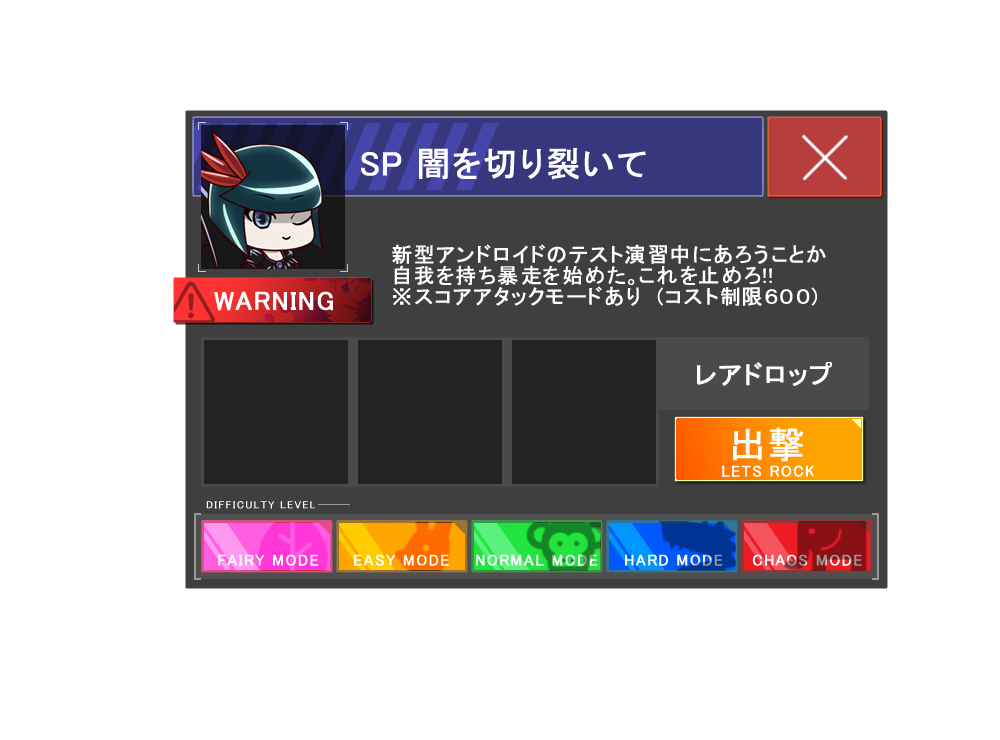 SP 闇を切り裂いて
新型アンドロイドのテスト演習中にあろうことか
自我を持ち暴走を始めた。これを止めろ!!
※スコアアタックモードあり （コスト制限６００）
WARNING
レアドロップ
出撃
LETS ROCK
DIFFICULTY LEVEL
FAIRY MODE
EASY MODE
NORMAL MODE
HARD MODE
CHAOS MODE